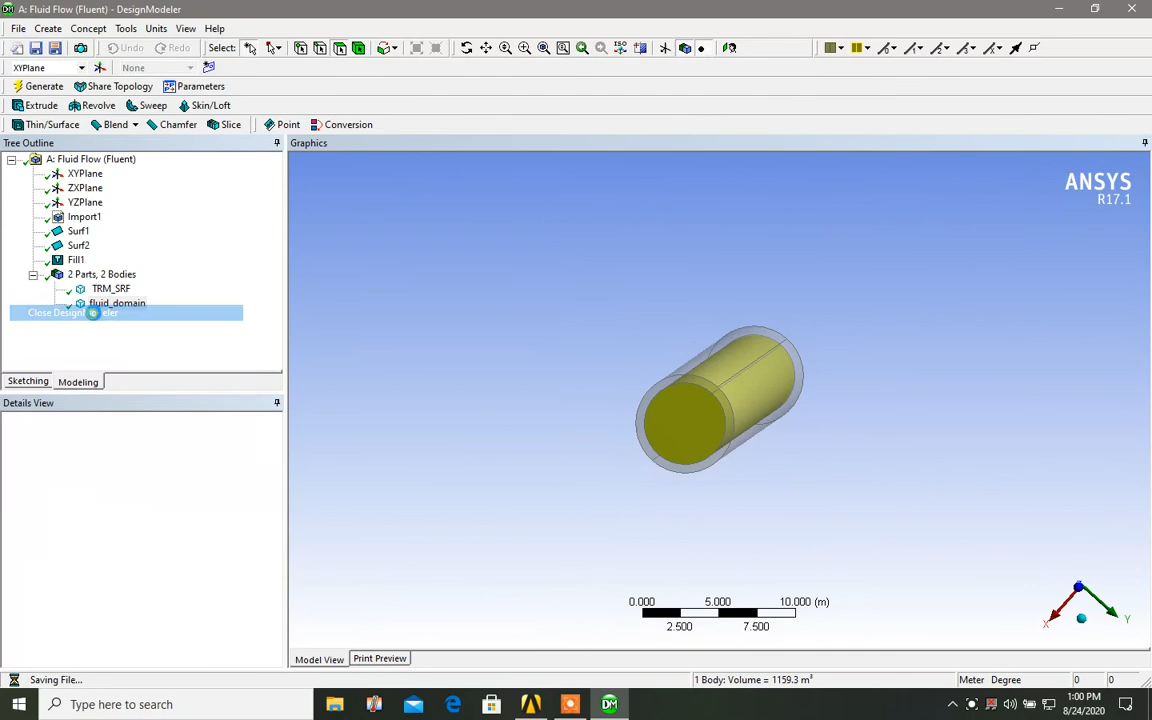 A: Fluid Flow (Fluent) - DesignModeler
File Create Concept Tools Units View Help
Undo Redo Select:
XYPlane None
Generate Share Topology Parameters
Extrude Revolve Sweep Skin/Loft
Thin/Surface Blend Chamfer Slice Point Conversion
Tree Outline
A: Fluid Flow (Fluent)
XYPlane
ZXPlane
YZPlane
Import1
Surf1
Surf2
Fill1
2 Parts, 2 Bodies
TRM_SRF
fluid_domain
Close DesignModeler
Sketching Modeling
Details View
Graphics
ANSYS
R17.1
0.000 5.000 10.000 (m)
2.500 7.500
X
Y
Model View Print Preview
Saving File... 1 Body: Volume = 1159.3 m³ Meter Degree 0 0
DM
Type here to search
1:00 PM
8/24/2020